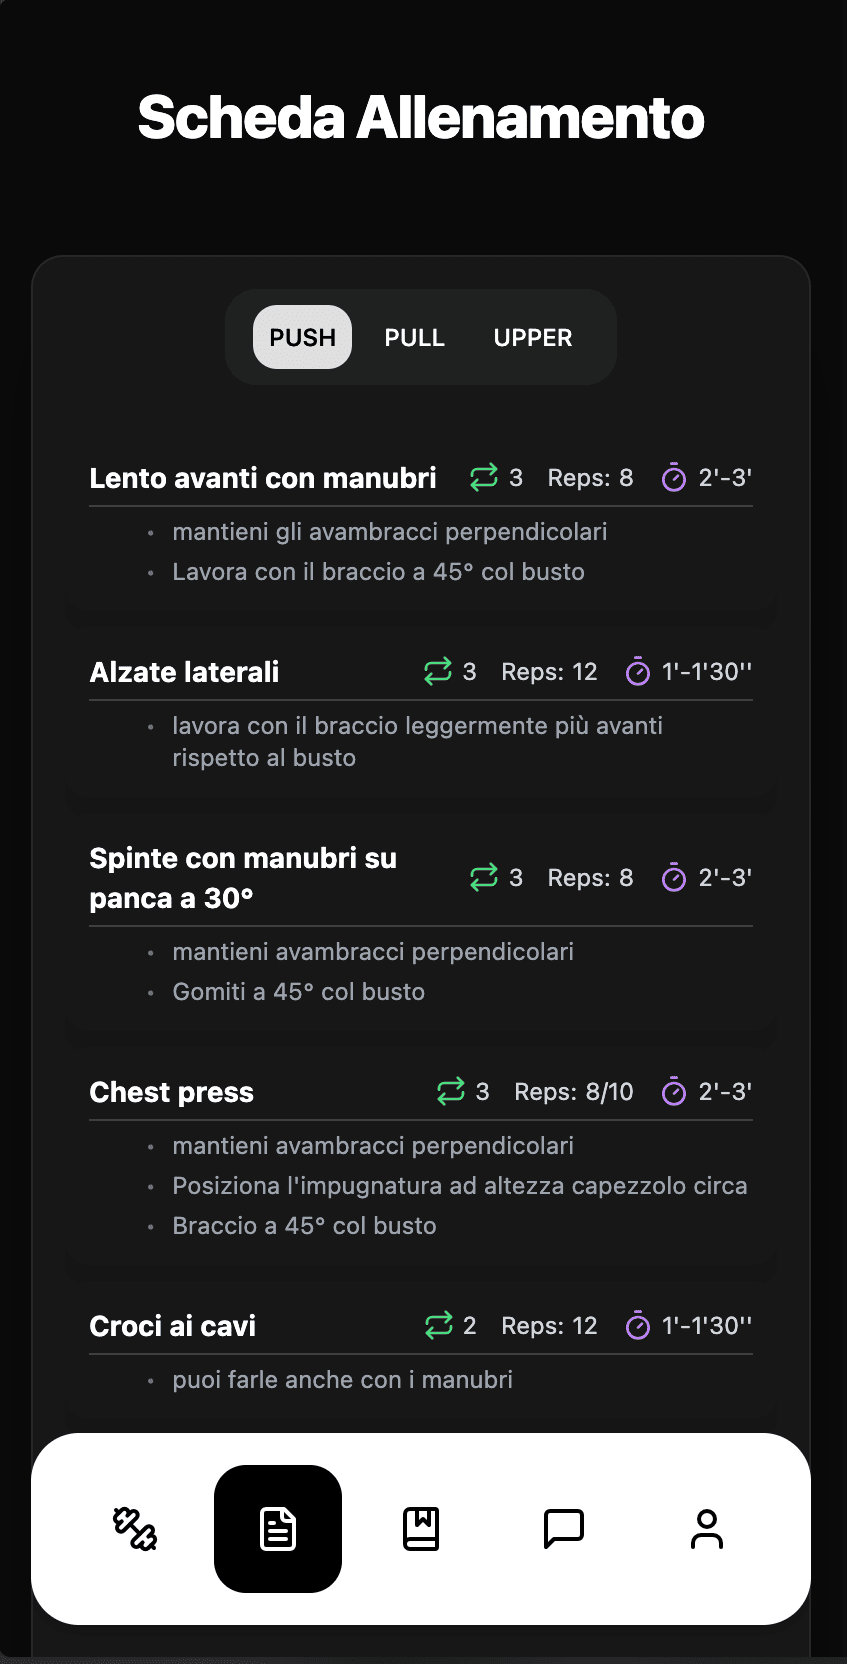 Scheda Allenamento
PUSH PULL UPPER
Lento avanti con manubri 3 Reps: 8 2'-3'
mantieni gli avambracci perpendicolari
Lavora con il braccio a 45° col busto
Alzate laterali 3 Reps: 12 1'-1'30''
lavora con il braccio leggermente più avanti
rispetto al busto
Spinte con manubri su
panca a 30° 3 Reps: 8 2'-3'
mantieni avambracci perpendicolari
Gomiti a 45° col busto
Chest press 3 Reps: 8/10 2'-3'
mantieni avambracci perpendicolari
Posiziona l'impugnatura ad altezza capezzolo circa
Braccio a 45° col busto
Croci ai cavi 2 Reps: 12 1'-1'30''
puoi farle anche con i manubri